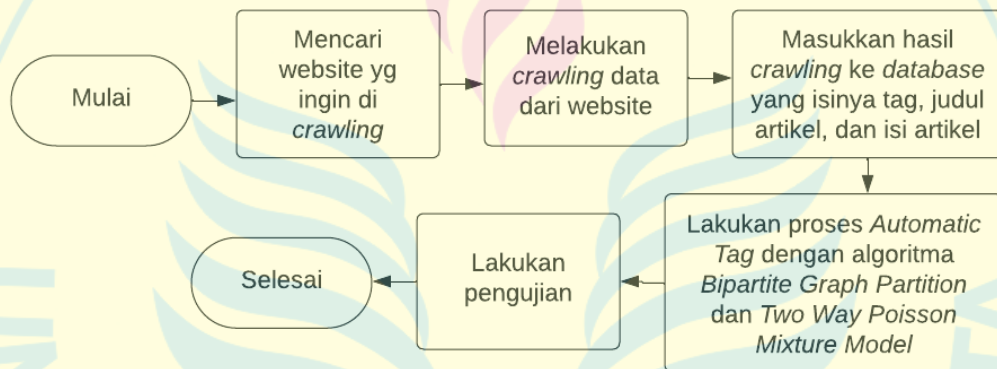 Mulai
Mencari
website yg
ingin di
crawling
Melakukan
crawling data
dari website
Masukkan hasil
crawling ke database
yang isinya tag, judul
artikel, dan isi artikel
Lakukan proses Automatic
Tag dengan algoritma
Bipartite Graph Partition
dan Two Way Poisson
Mixture Model
Lakukan
pengujian
Selesai